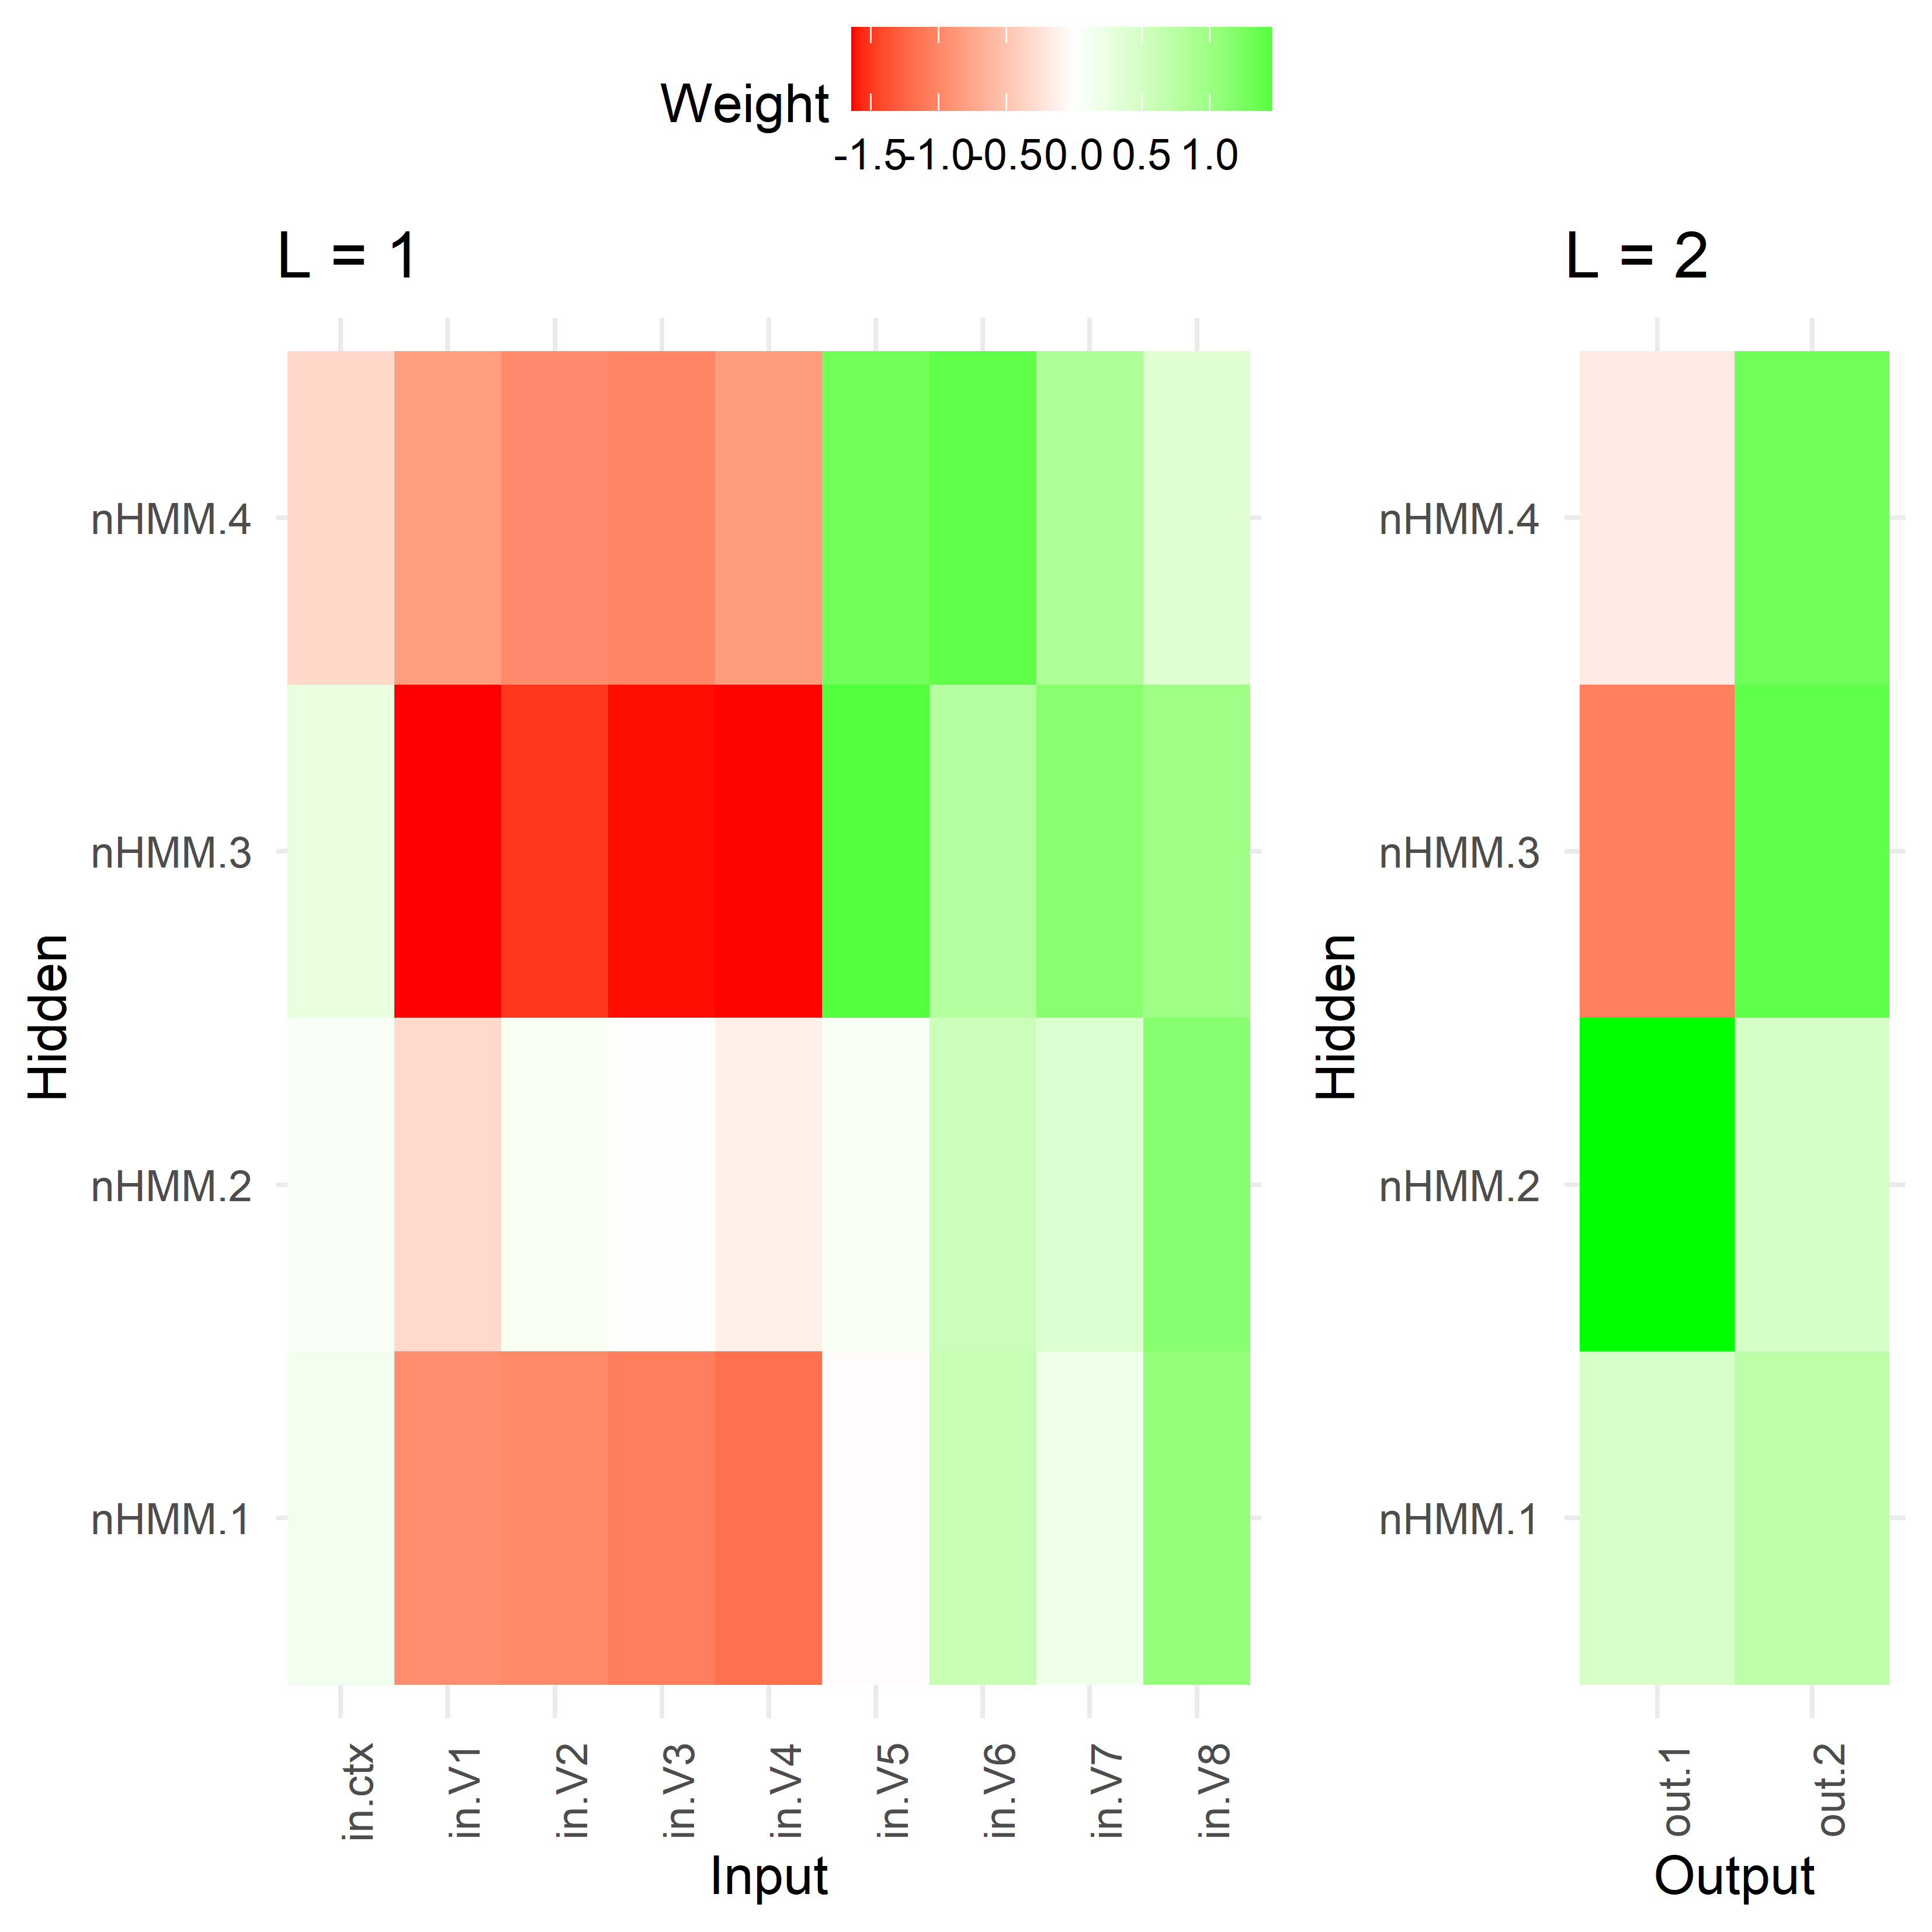 Weight
-1.5 -1.0 -0.5 0.0 0.5 1.0
L = 1
nHMM.4
nHMM.3
nHMM.2
nHMM.1
Hidden
in.ctx in.V1 in.V2 in.V3 in.V4 in.V5 in.V6 in.V7 in.V8
Input
L = 2
nHMM.4
nHMM.3
nHMM.2
nHMM.1
Hidden
out.1 out.2
Output